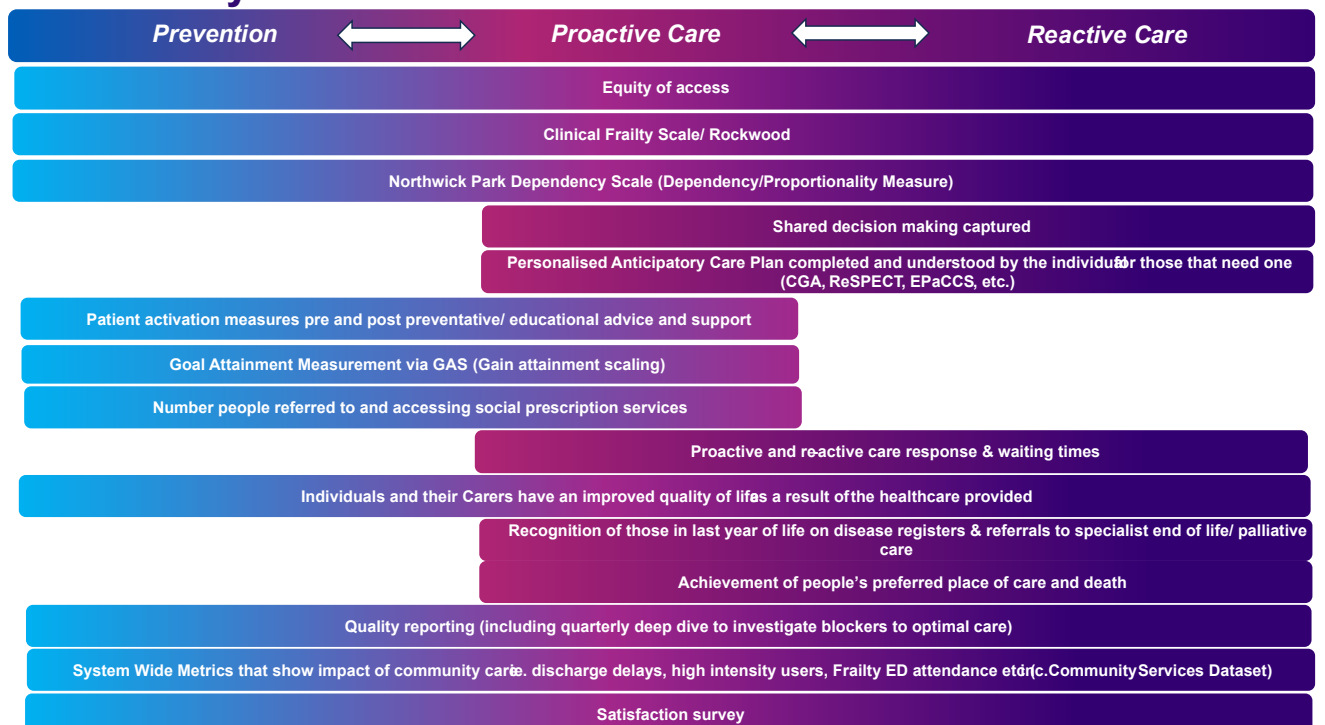 Prevention
Proactive Care
Reactive Care
Equity of access
Clinical Frailty Scale/ Rockwood
Northwick Park Dependency Scale (Dependency/Proportionality Measure)
Shared decision making captured
Personalised Anticipatory Care Plan completed and understood by the individual for those that need one
(CGA, ReSPECT, EPaCCS, etc.)
Patient activation measures pre and post preventative/ educational advice and support
Goal Attainment Measurement via GAS (Gain attainment scaling)
Number people referred to and accessing social prescription services
Proactive and re-active care response & waiting times
Individuals and their Carers have an improved quality of life as a result of the healthcare provided
Recognition of those in last year of life on disease registers & referrals to specialist end of life/ palliative
care
Achievement of people's preferred place of care and death
Quality reporting (including quarterly deep dive to investigate blockers to optimal care)
System Wide Metrics that show impact of community care ie. discharge delays, high intensity users, Frailty ED attendance etc. Community Services Dataset)
Satisfaction survey